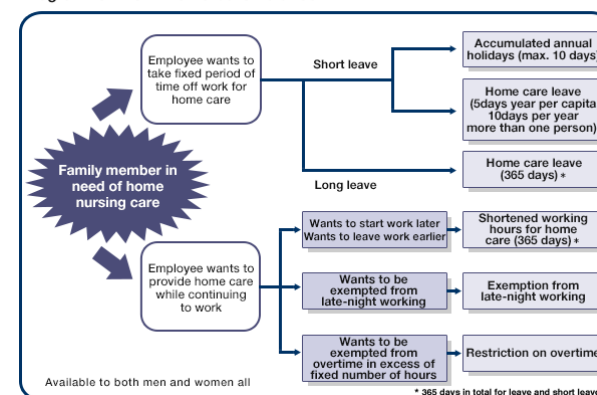 Employee wants to
take fixed period of
time off work for
home care
Short leave
Long leave
Accumulated annual
holidays (max. 10 days)
Home care leave
(5days year per capita
10days per year
more than one person)
Home care leave
(365 days) *
Family member in
need of home
nursing care
Employee wants to
provide home care
while continuing
to work
Wants to start work later
Wants to leave work earlier
Shortened working
hours for home
care (365 days) *
Wants to be
exempted from
late-night working
Exemption from
late-night working
Wants to be
exempted from
overtime in excess of
fixed number of hours
Restriction on overtime
Available to both men and women all
* 365 days in total for leave and short leave